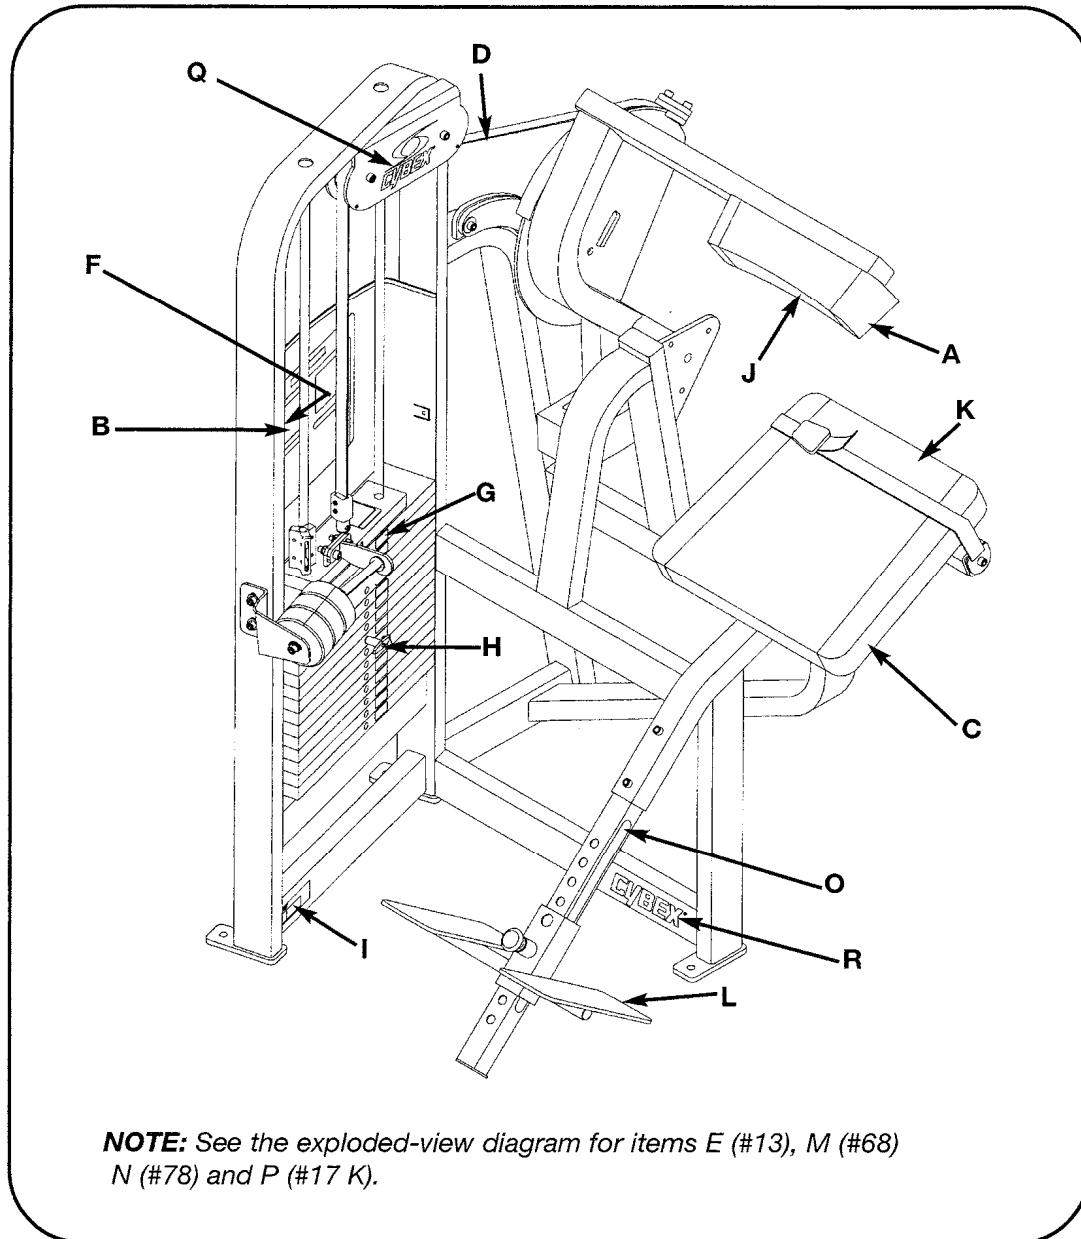 D
Q
CYBEX
F
J
A
K
B
G
H
C
O
CYBEX
R
I
L
NOTE: See the exploded-view diagram for items E (#13), M (#68)
N (#78) and P (#17 K).